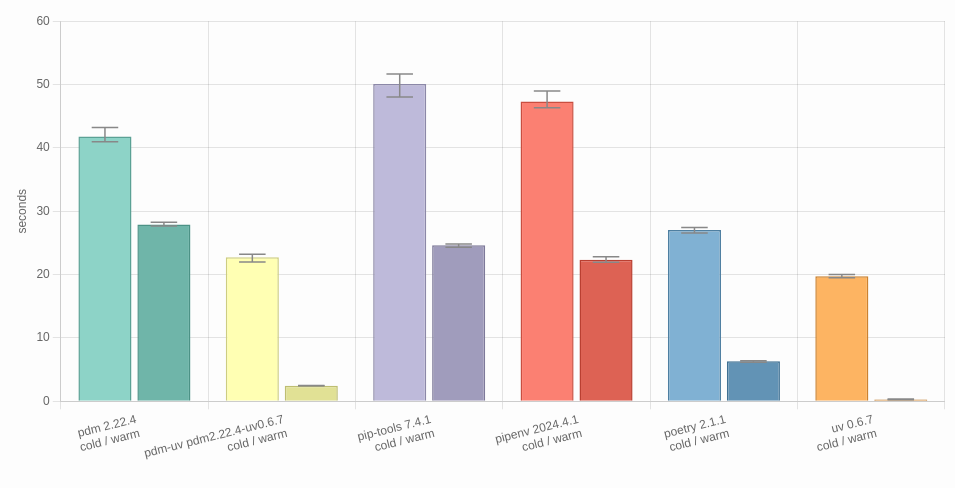 60
50
40
30
20
10
0
seconds
pdm 2.22.4
cold / warm
pdm-uv pdm2.22.4-uv0.6.7
cold / warm
pip-tools 7.4.1
cold / warm
pipenv 2024.4.1
cold / warm
poetry 2.1.1
cold / warm
uv 0.6.7
cold / warm